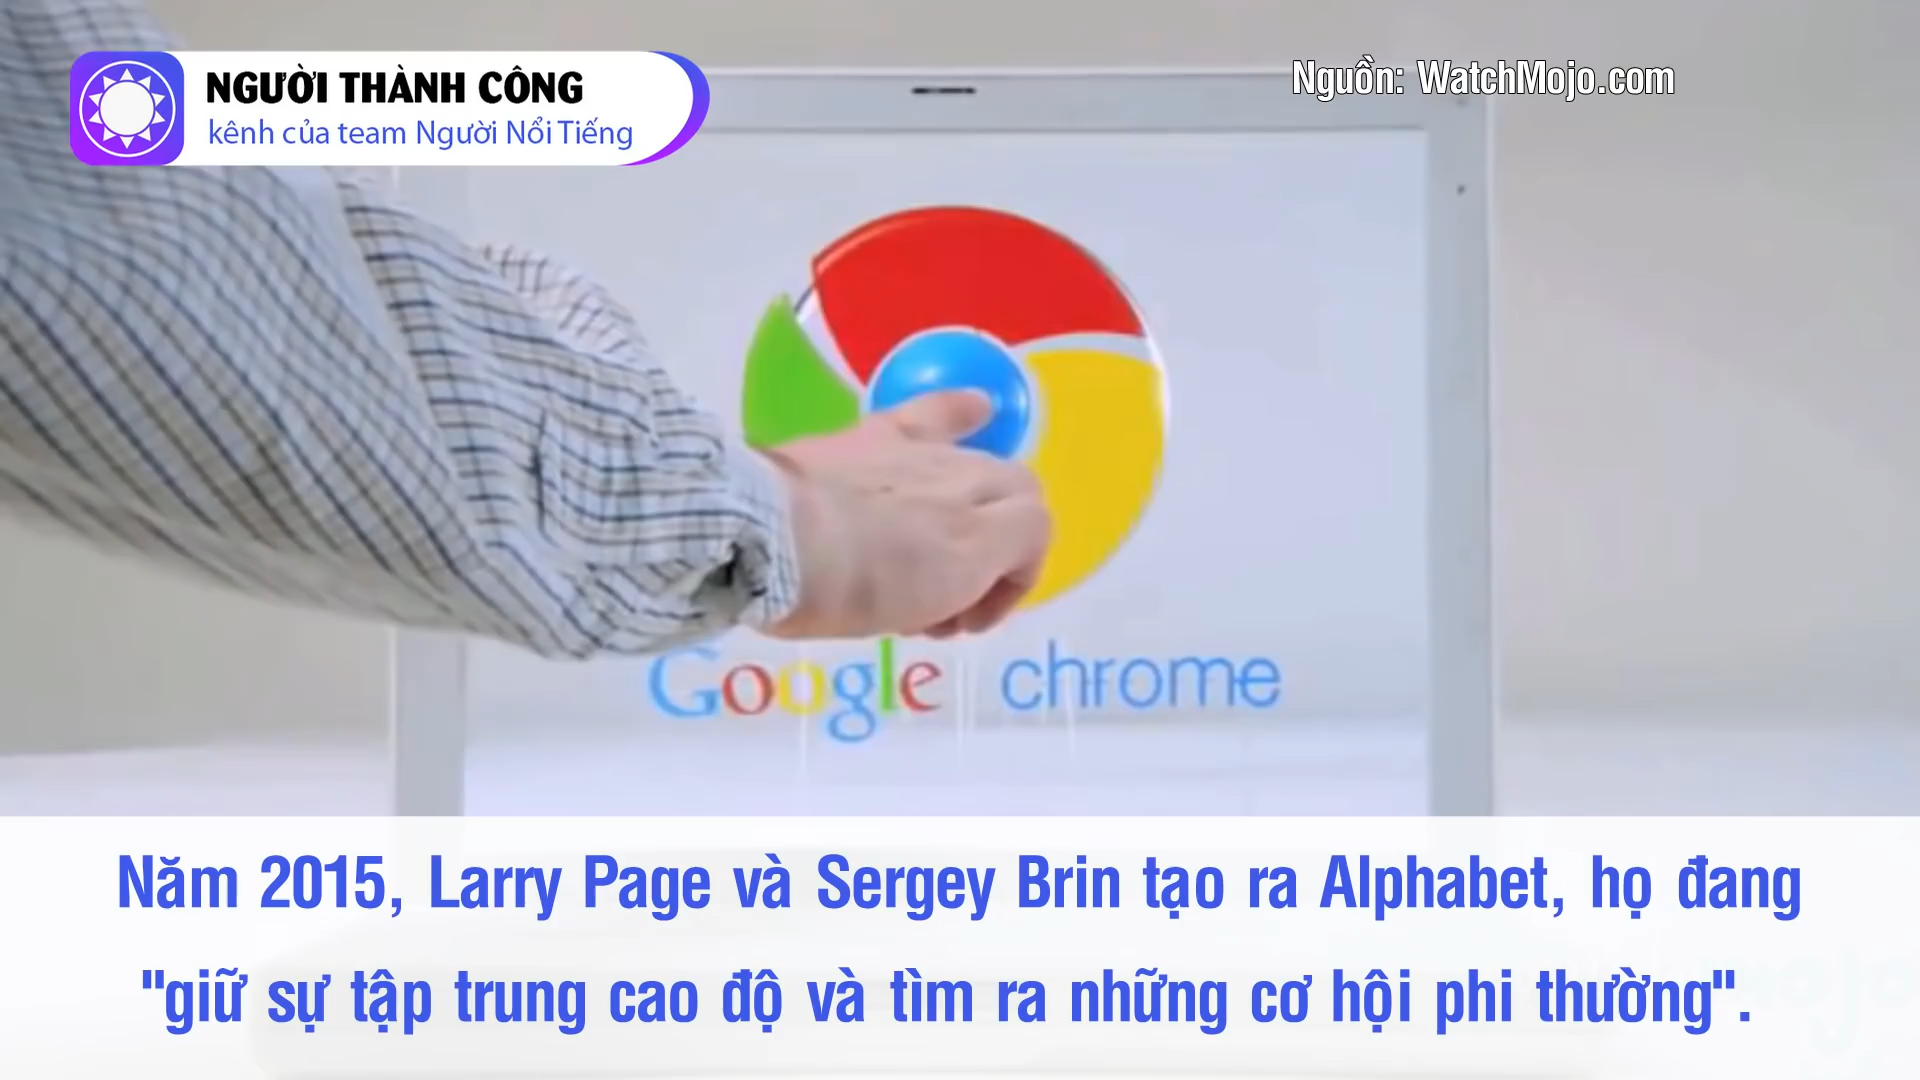 NGƯỜI THÀNH CÔNG
kênh của team Người Nổi Tiếng
Nguồn: WatchMojo.com
Google chrome
Năm 2015, Larry Page và Sergey Brin tạo ra Alphabet, họ đang
"giữ sự tập trung cao độ và tìm ra những cơ hội phi thường".